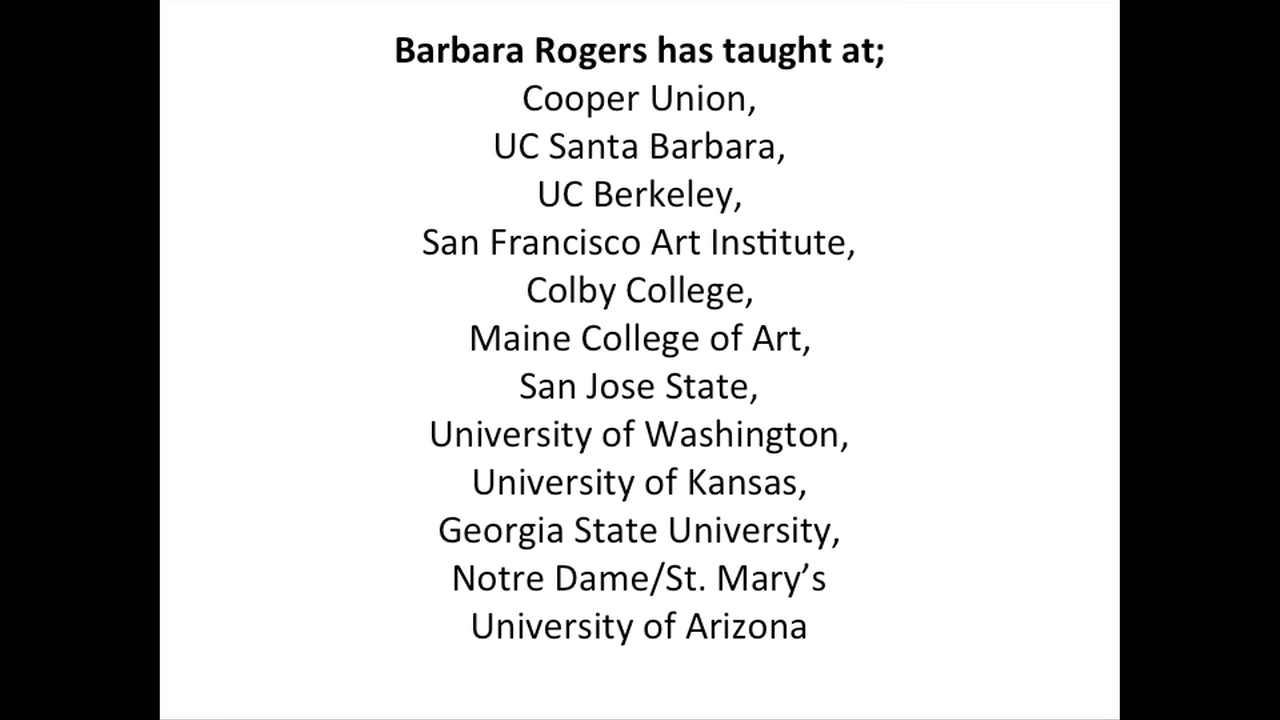 Barbara Rogers has taught at;
Cooper Union,
UC Santa Barbara,
UC Berkeley,
San Francisco Art Institute,
Colby College,
Maine College of Art,
San Jose State,
University of Washington,
University of Kansas,
Georgia State University,
Notre Dame/St. Mary’s
University of Arizona